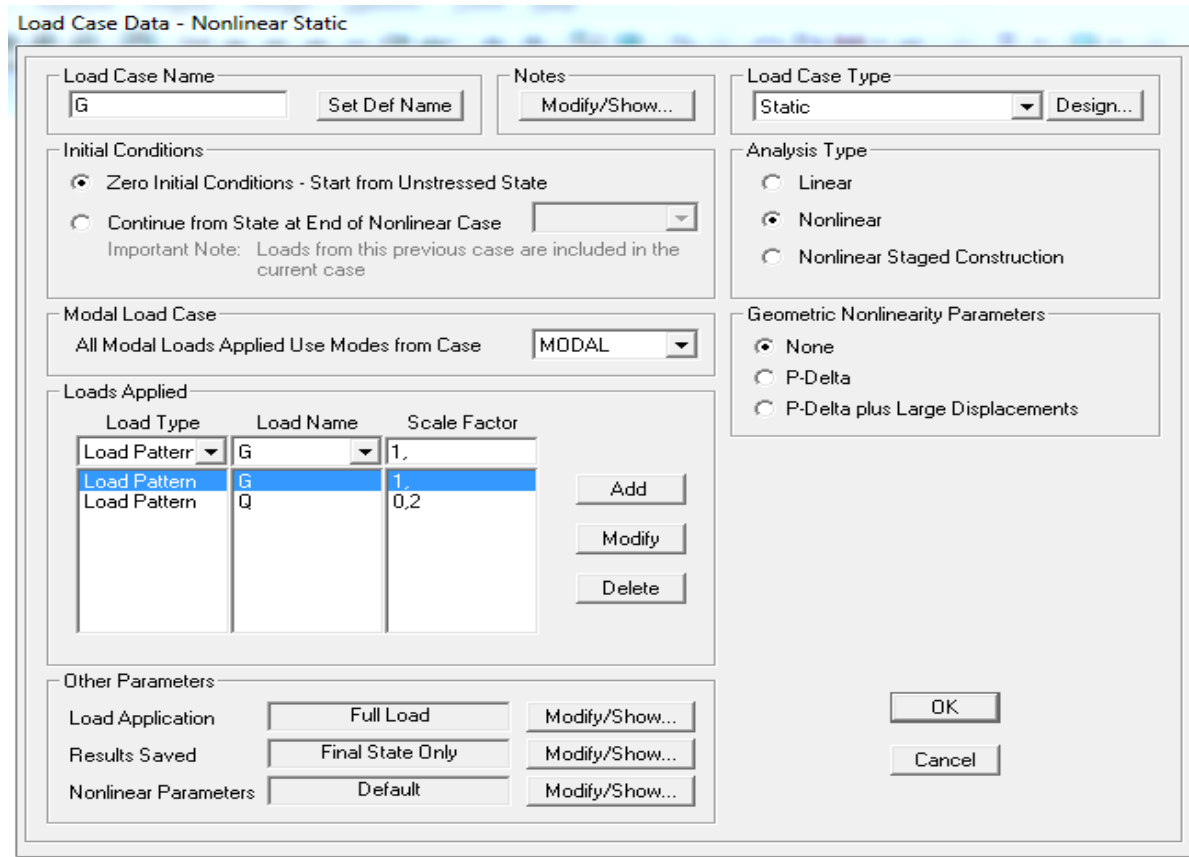 Load Case Data - Nonlinear Static
Load Case Name
G
Set Def Name
Notes
Modify/Show...
Load Case Type
Static
Design...
Initial Conditions
Zero Initial Conditions - Start from Unstressed State
Continue from State at End of Nonlinear Case
Important Note: Loads from this previous case are included in the
current case
Analysis Type
Linear
Nonlinear
Nonlinear Staged Construction
Modal Load Case
All Modal Loads Applied Use Modes from Case
MODAL
Geometric Nonlinearity Parameters
None
P-Delta
P-Delta plus Large Displacements
Loads Applied
Load Type Load Name Scale Factor
Load Pattern G 1,
Load Pattern G 1,
Load Pattern Q 0,2
Add
Modify
Delete
Other Parameters
Load Application Full Load Modify/Show...
Results Saved Final State Only Modify/Show...
Nonlinear Parameters Default Modify/Show...
OK
Cancel